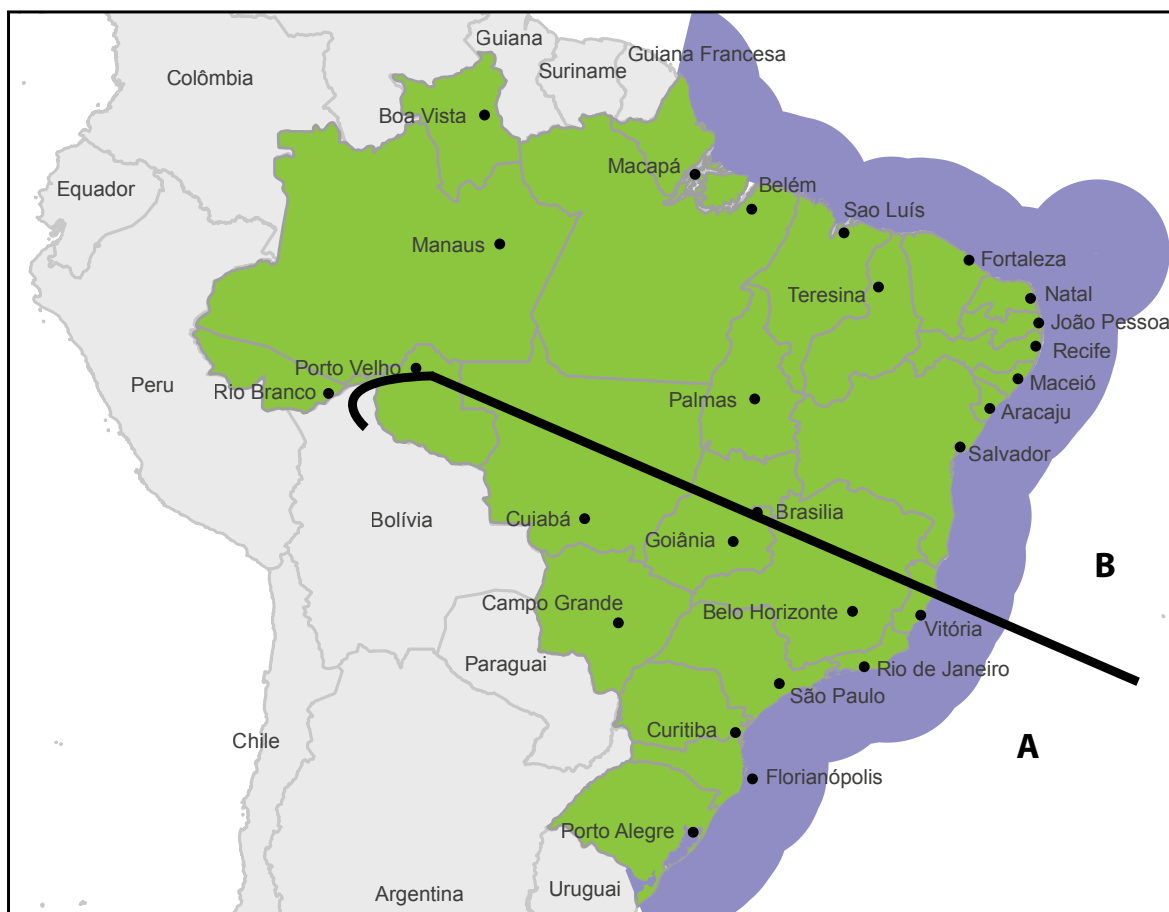 Guiana
Guiana Francesa
Suriname
Colômbia
Boa Vista
Macapá
Equador
Belém
Sao Luís
Manaus
Fortaleza
Teresina
Natal
João Pessoa
Recife
Porto Velho
Peru
Rio Branco
Maceió
Palmas
Aracaju
Salvador
Bolívia
Cuiabá
Brasilia
Goiânia
B
Campo Grande
Belo Horizonte
Vitória
Paraguai
Rio de Janeiro
São Paulo
Chile
Curitiba
A
Florianópolis
Porto Alegre
Argentina
Uruguai